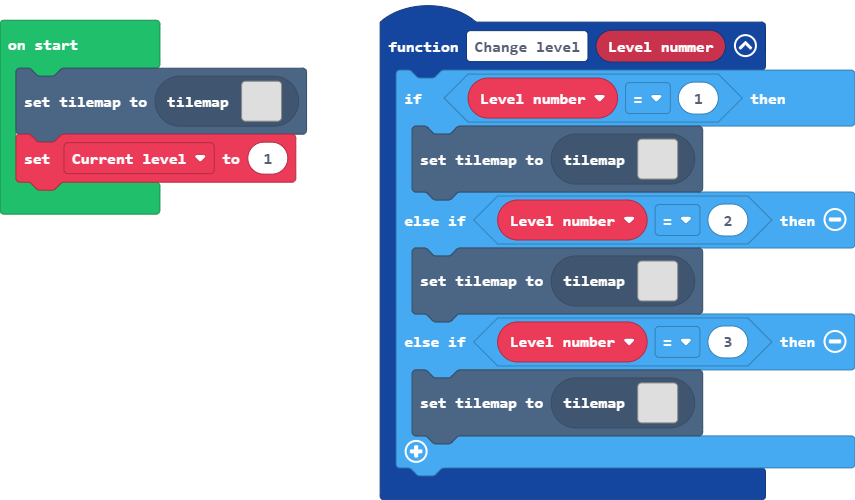 on start
set tilemap to tilemap
set Current level to 1
function Change level Level nummer
if Level number = 1 then
set tilemap to tilemap
else if Level number = 2 then
set tilemap to tilemap
else if Level number = 3 then
set tilemap to tilemap